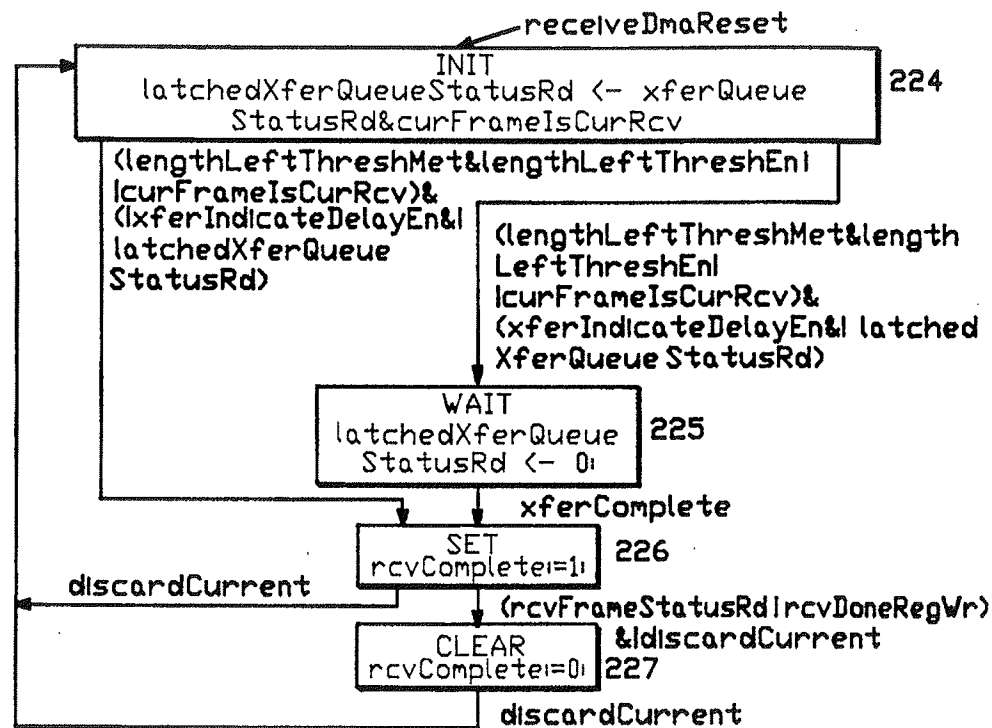 receiveDmaReset
INIT
latchedXferQueueStatusRd <- xferQueue
StatusRd&curFrameIsCurRcv
224
(lengthLeftThreshMet&lengthLeftThreshEn|
!curFrameIsCurRcv)&
(!xferIndicateDelayEn&!
latchedXferQueue
StatusRd)
(lengthLeftThreshMet&length
LeftThreshEn|
!curFrameIsCurRcv)&
(xferIndicateDelayEn&! latched
XferQueue StatusRd)
WAIT
latchedXferQueue
StatusRd <- 0;
225
xferComplete
SET
rcvComplete:=1;
226
discardCurrent
(rcvFrameStatusRd|rcvDoneRegWr)
&!discardCurrent
CLEAR
rcvComplete:=0;
227
discardCurrent